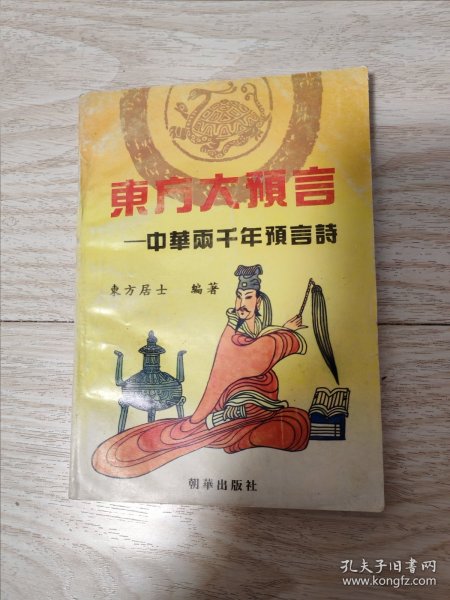 東方大預言
—中華兩千年預言詩
東方居士 編著
朝華出版社
孔夫子旧书网
www.kongfz.com